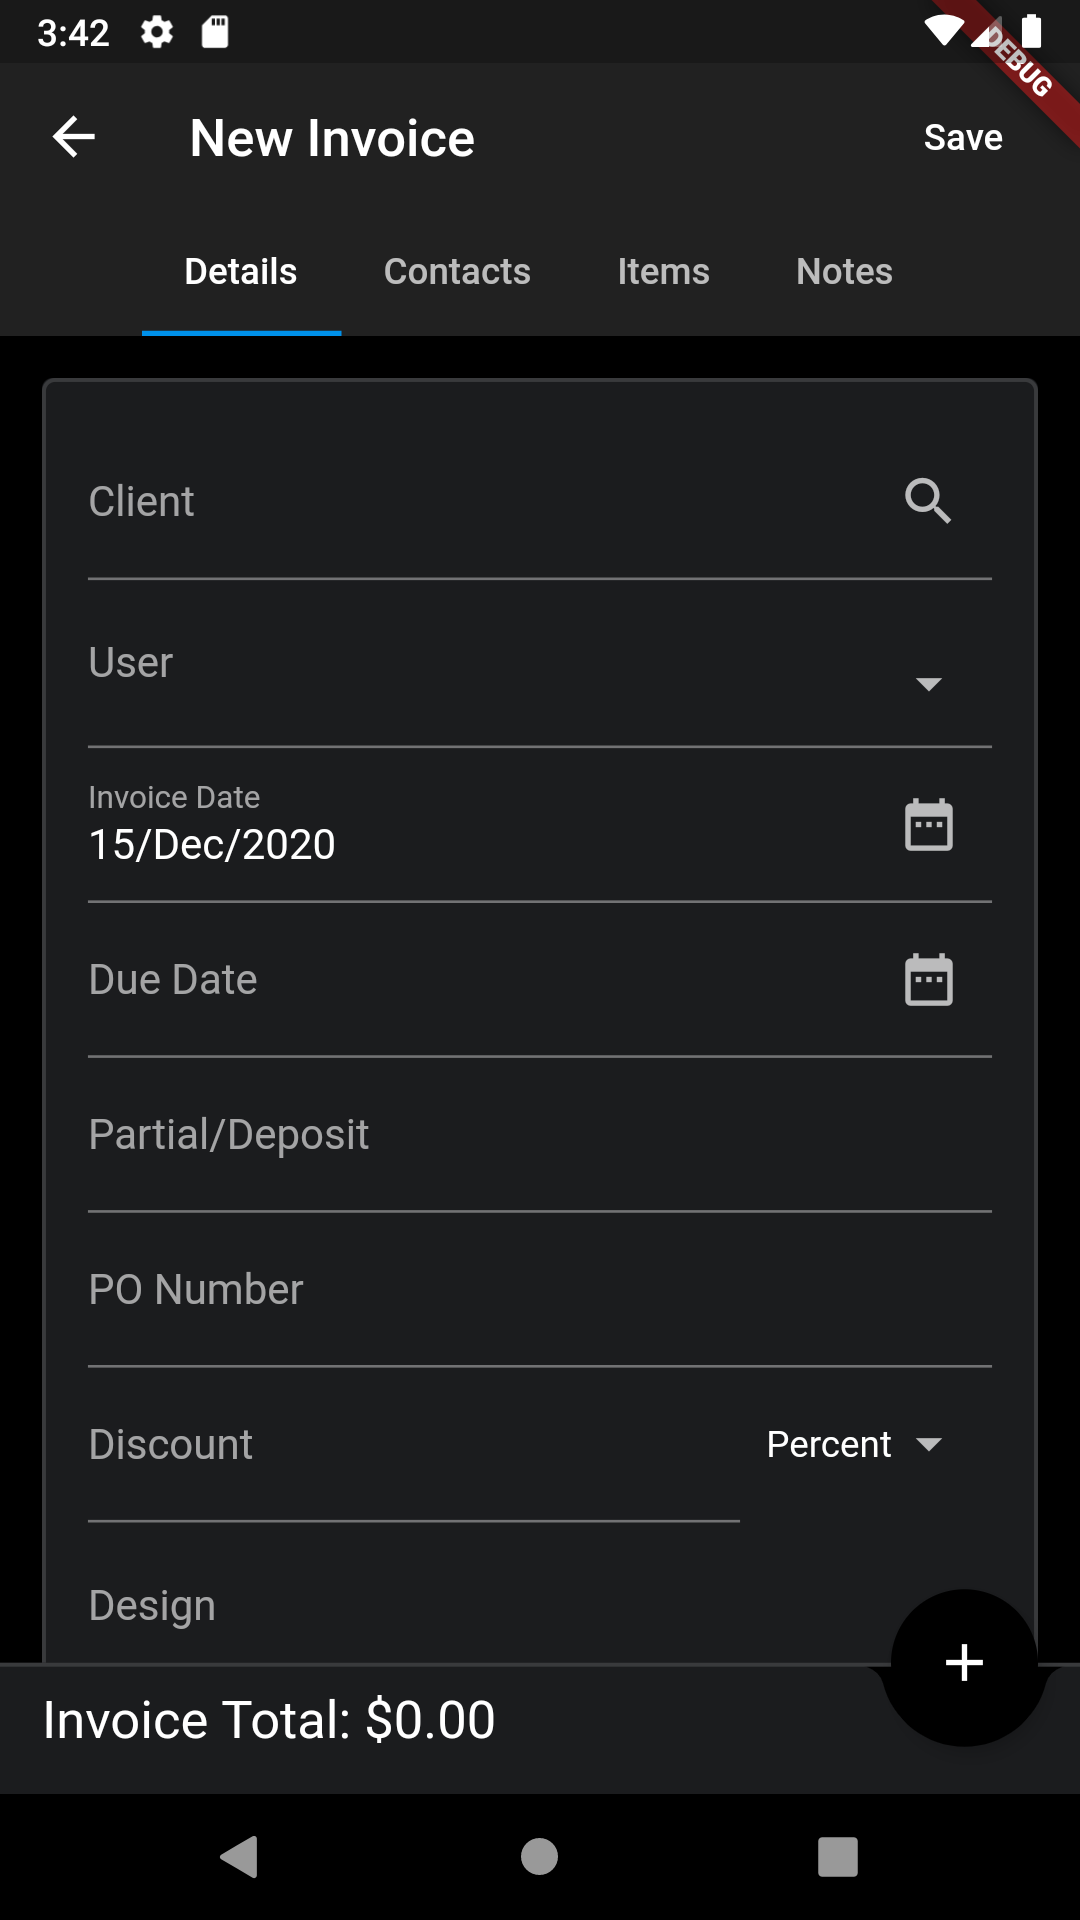 3:42
DEBUG
New Invoice
Save
Details Contacts Items Notes
Client
User
Invoice Date
15/Dec/2020
Due Date
Partial/Deposit
PO Number
Discount
Percent
Design
Invoice Total: $0.00